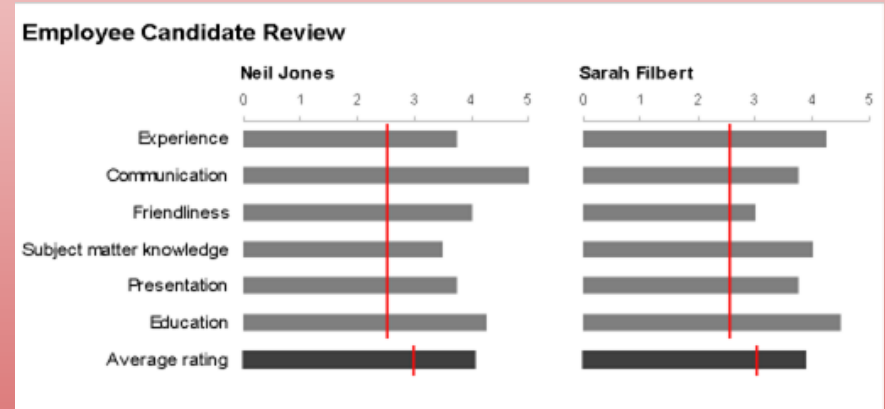 Employee Candidate Review
Neil Jones Sarah Filbert
0 1 2 3 4 5 0 1 2 3 4 5
Experience
Communication
Friendliness
Subject matter knowledge
Presentation
Education
Average rating